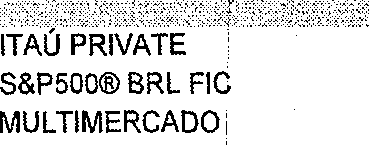 ITAÚ PRIVATE
S&P500® BRL FIC
MULTIMERCADO